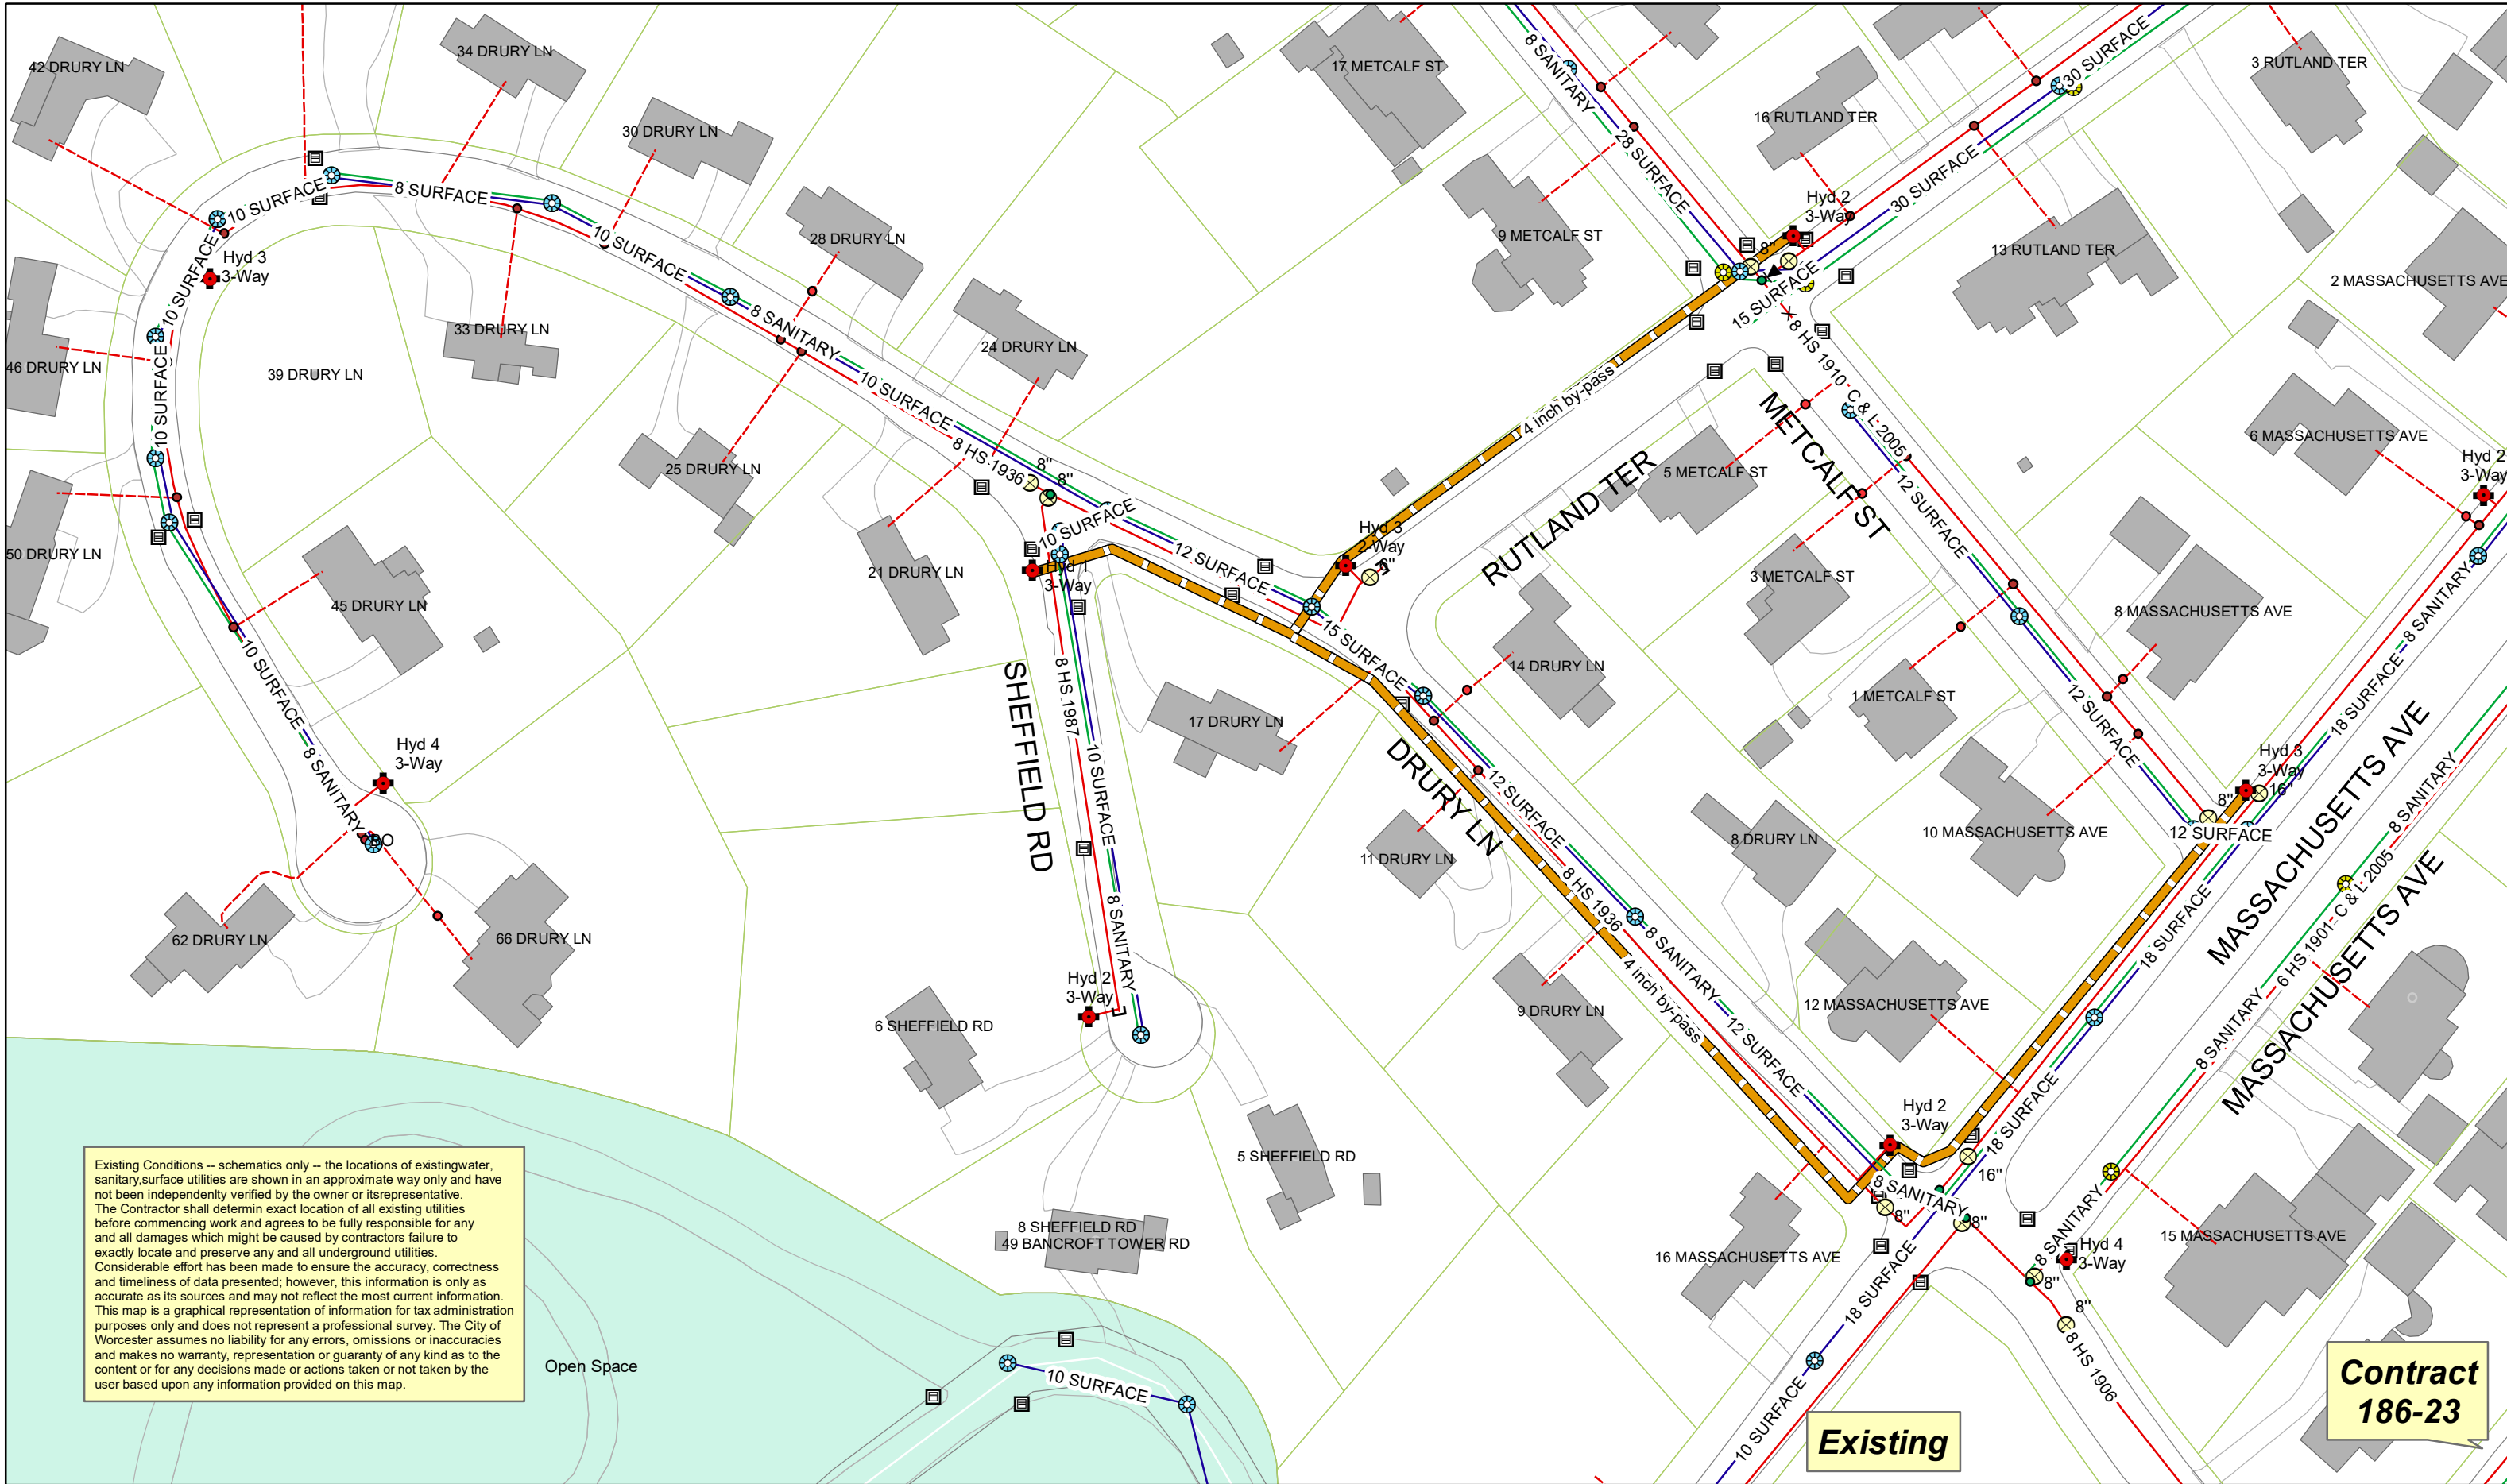 42 DRURY LN
34 DRURY LN
30 DRURY LN
28 DRURY LN
24 DRURY LN
17 METCALF ST
9 METCALF ST
16 RUTLAND TER
3 RUTLAND TER
13 RUTLAND TER
2 MASSACHUSETTS AVE
6 MASSACHUSETTS AVE
8 MASSACHUSETTS AVE
46 DRURY LN
39 DRURY LN
33 DRURY LN
25 DRURY LN
21 DRURY LN
50 DRURY LN
45 DRURY LN
17 DRURY LN
14 DRURY LN
5 METCALF ST
3 METCALF ST
1 METCALF ST
10 MASSACHUSETTS AVE
8 DRURY LN
11 DRURY LN
9 DRURY LN
12 MASSACHUSETTS AVE
16 MASSACHUSETTS AVE
15 MASSACHUSETTS AVE
62 DRURY LN
66 DRURY LN
6 SHEFFIELD RD
5 SHEFFIELD RD
8 SHEFFIELD RD
49 BANCROFT TOWER RD
8 SANITARY
28 SURFACE
30 SURFACE
30 SURFACE
15 SURFACE
8 HS 1910 C & L 2005
12 SURFACE
12 SURFACE
12 SURFACE
10 SURFACE
10 SURFACE
10 SURFACE
8 SURFACE
10 SURFACE
8 SANITARY
10 SURFACE
8 HS 1936
10 SURFACE
12 SURFACE
15 SURFACE
12 SURFACE
8 HS 1936
8 SANITARY
12 SURFACE
8 SANITARY
10 SURFACE
8 SANITARY
8 HS 1987
10 SURFACE
8 SANITARY
8 SANITARY
18 SURFACE
18 SURFACE
18 SURFACE
18 SURFACE
10 SURFACE
8 SANITARY
6 HS 1901 C & L 2005
8 SANITARY
8 SANITARY
8 HS 1906
10 SURFACE
4 inch by-pass
4 inch by-pass
Hyd 3
3-Way
Hyd 4
3-Way
Hyd 1
3-Way
Hyd 2
3-Way
Hyd 3
2-Way
Hyd 2
3-Way
Hyd 2
3-Way
Hyd 3
3-Way
Hyd 2
3-Way
Hyd 4
3-Way
8"
8"
8"
6"
8"
16"
16"
8"
8"
8"
8"
SHEFFIELD RD
DRURY LN
RUTLAND TER
METCALF ST
MASSACHUSETTS AVE
MASSACHUSETTS AVE
Open Space
Existing Conditions -- schematics only -- the locations of existingwater,
sanitary,surface utilities are shown in an approximate way only and have
not been independenlty verified by the owner or itsrepresentative.
The Contractor shall determin exact location of all existing utilities
before commencing work and agrees to be fully responsible for any
and all damages which might be caused by contractors failure to
exactly locate and preserve any and all underground utilities.
Considerable effort has been made to ensure the accuracy, correctness
and timeliness of data presented; however, this information is only as
accurate as its sources and may not reflect the most current information.
This map is a graphical representation of information for tax administration
purposes only and does not represent a professional survey. The City of
Worcester assumes no liability for any errors, omissions or inaccuracies
and makes no warranty, representation or guaranty of any kind as to the
content or for any decisions made or actions taken or not taken by the
user based upon any information provided on this map.
Existing
Contract
186-23